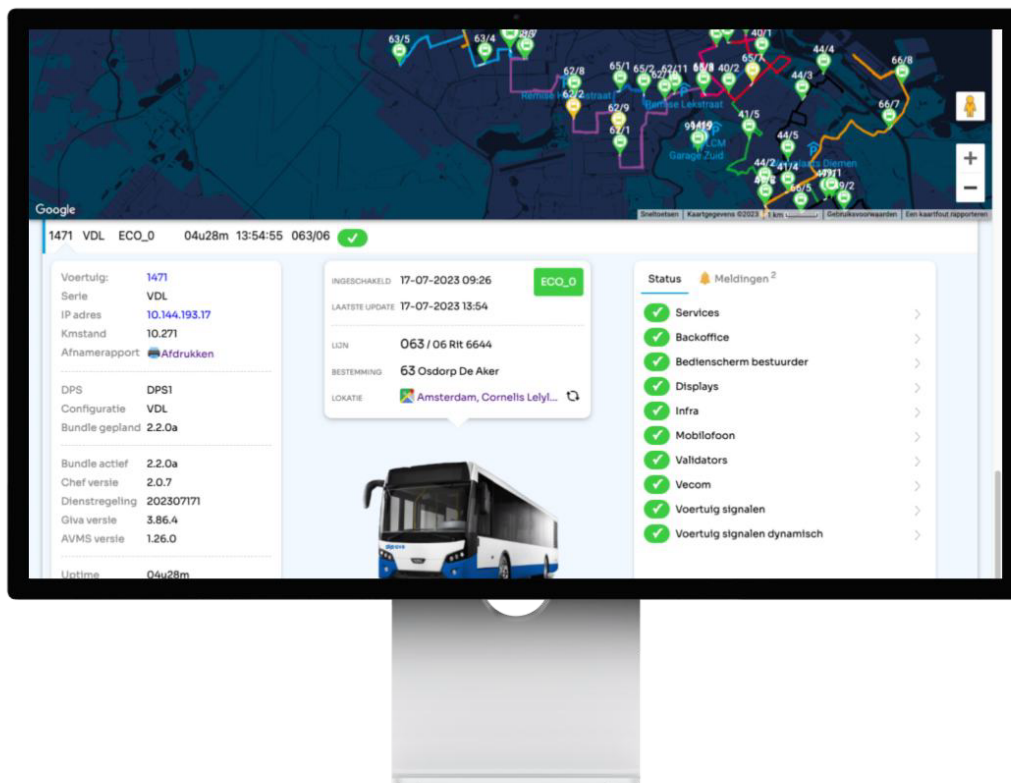 63/5
63/4
62/8
65/1
65/2
62/11
40/2
65/7
40/1
44/4
44/3
66/8
66/7
62/2
62/9
62/1
Remise Lekstraat
41/5
LCM
Garage Zuid
44/5
Diemen
44/2
41/4
66/5
49/2
Google
Sneltoetsen
Kaartgegevens ©2023
1 km
Gebruiksvoorwaarden
Een kaartfout rapporteren
1471 VDL ECO_0 04u28m 13:54:55 063/06
Voertuig: 1471
Serie VDL
IP adres 10.144.193.17
Kmstand 10.271
Afnamerapport Afdrukken
DPS DPS1
Configuratie VDL
Bundle gepland 2.2.0a
Bundle actief 2.2.0a
Chef versie 2.0.7
Dienstregeling 202307171
Giva versie 3.86.4
AVMS versie 1.26.0
Uptime 04u28m
INGESCHAKELD 17-07-2023 09:26
ECO_0
LAATSTE UPDATE 17-07-2023 13:54
LIJN 063 / 06 Rit 6644
BESTEMMING 63 Osdorp De Aker
LOKATIE Amsterdam, Cornelis Lelyl...
Status
Meldingen 2
Services
Backoffice
Bedienscherm bestuurder
Displays
Infra
Mobilofoon
Validators
Vecom
Voertuig signalen
Voertuig signalen dynamisch